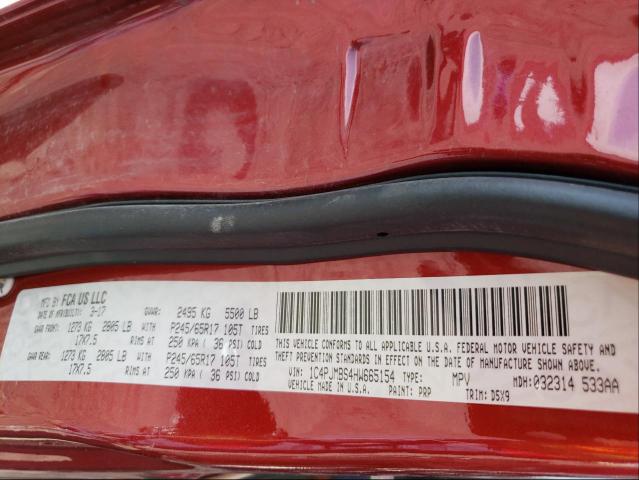 MFD BY FCA US LLC
DATE OF MFR/BUILT: 3-17 GVWR: 2495 KG 5500 LB
GAWR FRONT: 1273 KG 2805 LB WITH P245/65R17 105T TIRES
17X7.5 RIMS AT 250 KPA ( 36 PSI) COLD
GAWR REAR: 1273 KG 2805 LB WITH P245/65R17 105T TIRES
17X7.5 RIMS AT 250 KPA ( 36 PSI) COLD
THIS VEHICLE CONFORMS TO ALL APPLICABLE U.S.A. FEDERAL MOTOR VEHICLE SAFETY AND
THEFT PREVENTION STANDARDS IN EFFECT ON THE DATE OF MANUFACTURE SHOWN ABOVE.
VIN: 1C4PJMBS4HW665154 TYPE: MPV MDH: 032314 533AA
MADE IN U.S.A. PAINT: PRP TRIM: D5X9